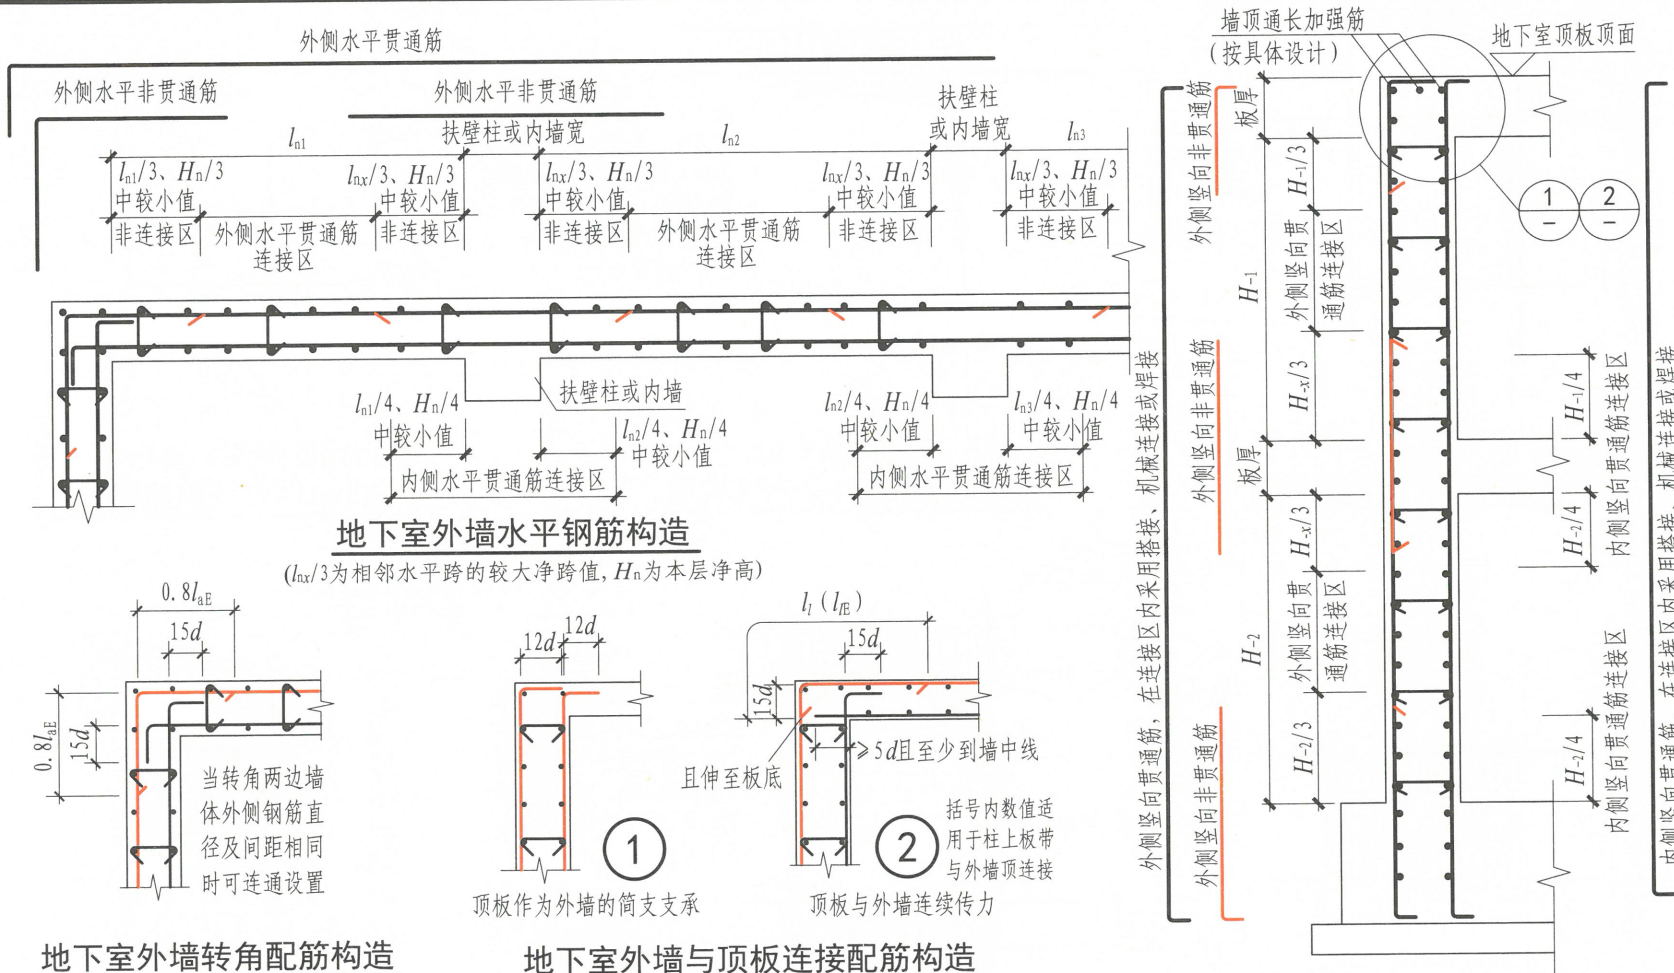 外侧水平贯通筋
外侧水平非贯通筋
外侧水平非贯通筋
扶壁柱或内墙宽
扶壁柱
或内墙宽
ln1
ln2
ln3
ln1/3、Hn/3
中较小值
lnx/3、Hn/3
中较小值
lnx/3、Hn/3
中较小值
lnx/3、Hn/3
中较小值
lnx/3、Hn/3
中较小值
非连接区
外侧水平贯通筋
连接区
非连接区
非连接区
外侧水平贯通筋
连接区
非连接区
非连接区
扶壁柱或内墙
ln1/4、Hn/4
中较小值
ln2/4、Hn/4
中较小值
ln2/4、Hn/4
中较小值
ln3/4、Hn/4
中较小值
内侧水平贯通筋连接区
内侧水平贯通筋连接区
地下室外墙水平钢筋构造
(lnx/3为相邻水平跨的较大净跨值, Hn为本层净高)
0.8laE
15d
0.8laE
15d
当转角两边墙
体外侧钢筋直
径及间距相同
时可连通设置
地下室外墙转角配筋构造
12d
12d
1
顶板作为外墙的简支支承
ll (llE)
15d
15d
且伸至板底
≥5d且至少到墙中线
2
括号内数值适
用于柱上板带
与外墙顶连接
顶板与外墙连续传力
地下室外墙与顶板连接配筋构造
墙顶通长加强筋
(按具体设计)
地下室顶板顶面
1
–
2
–
外侧竖向贯通筋，在连接区内采用搭接、机械连接或焊接
外侧竖向非贯通筋
外侧竖向非贯通筋
外侧竖向非贯通筋
板厚
H-1
板厚
H-2
H-1/3
外侧竖向贯
通筋连接区
H-x/3
H-x/3
外侧竖向贯
通筋连接区
H-2/3
H-1/4
H-2/4
内侧竖向贯通筋连接区
H-2/4
内侧竖向贯通筋连接区
内侧竖向贯通筋，在连接区内采用搭接、机械连接或焊接